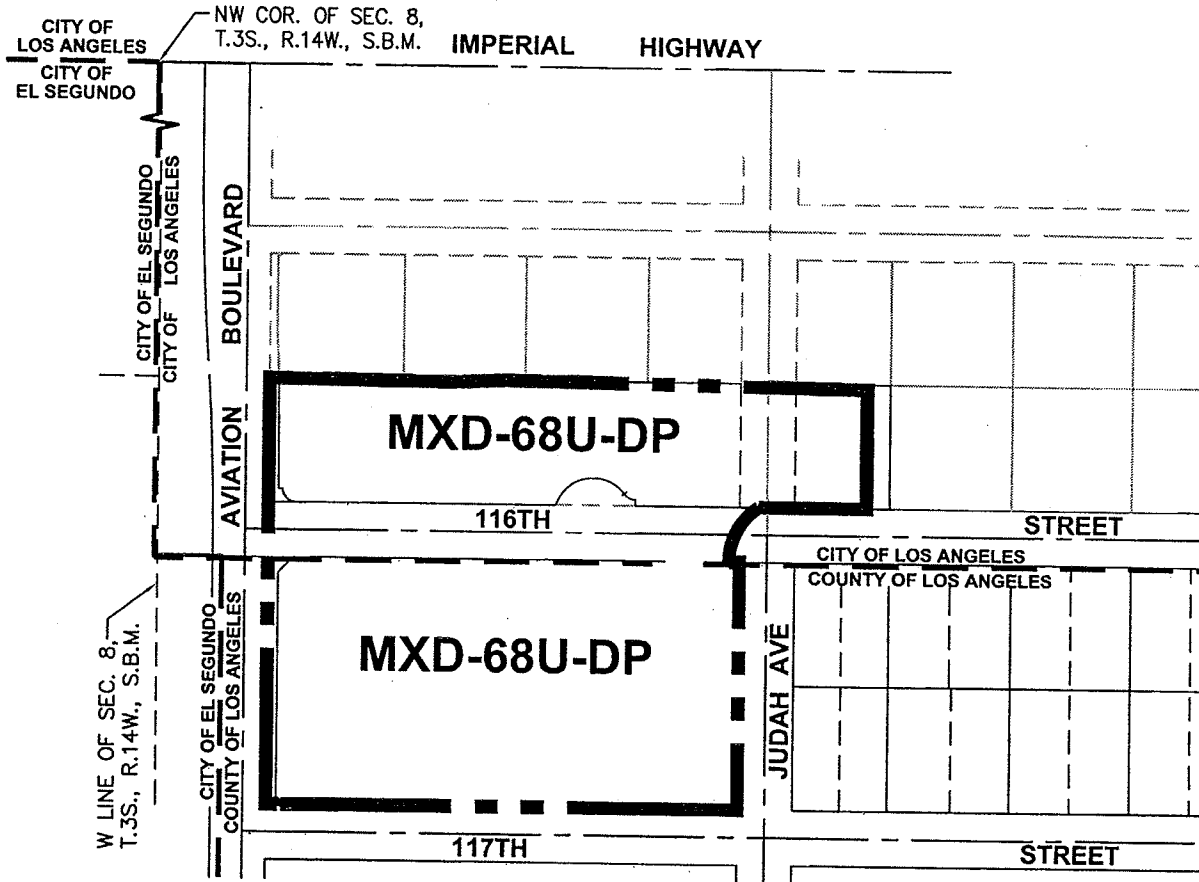 CITY OF
LOS ANGELES
CITY OF
EL SEGUNDO
NW COR. OF SEC. 8,
T.3S., R.14W., S.B.M.
IMPERIAL HIGHWAY
CITY OF EL SEGUNDO
CITY OF LOS ANGELES
AVIATION BOULEVARD
MXD-68U-DP
116TH STREET
CITY OF LOS ANGELES
COUNTY OF LOS ANGELES
MXD-68U-DP
W LINE OF SEC. 8,
T.3S., R.14W., S.B.M.
CITY OF EL SEGUNDO
COUNTY OF LOS ANGELES
JUDAH AVE
117TH STREET